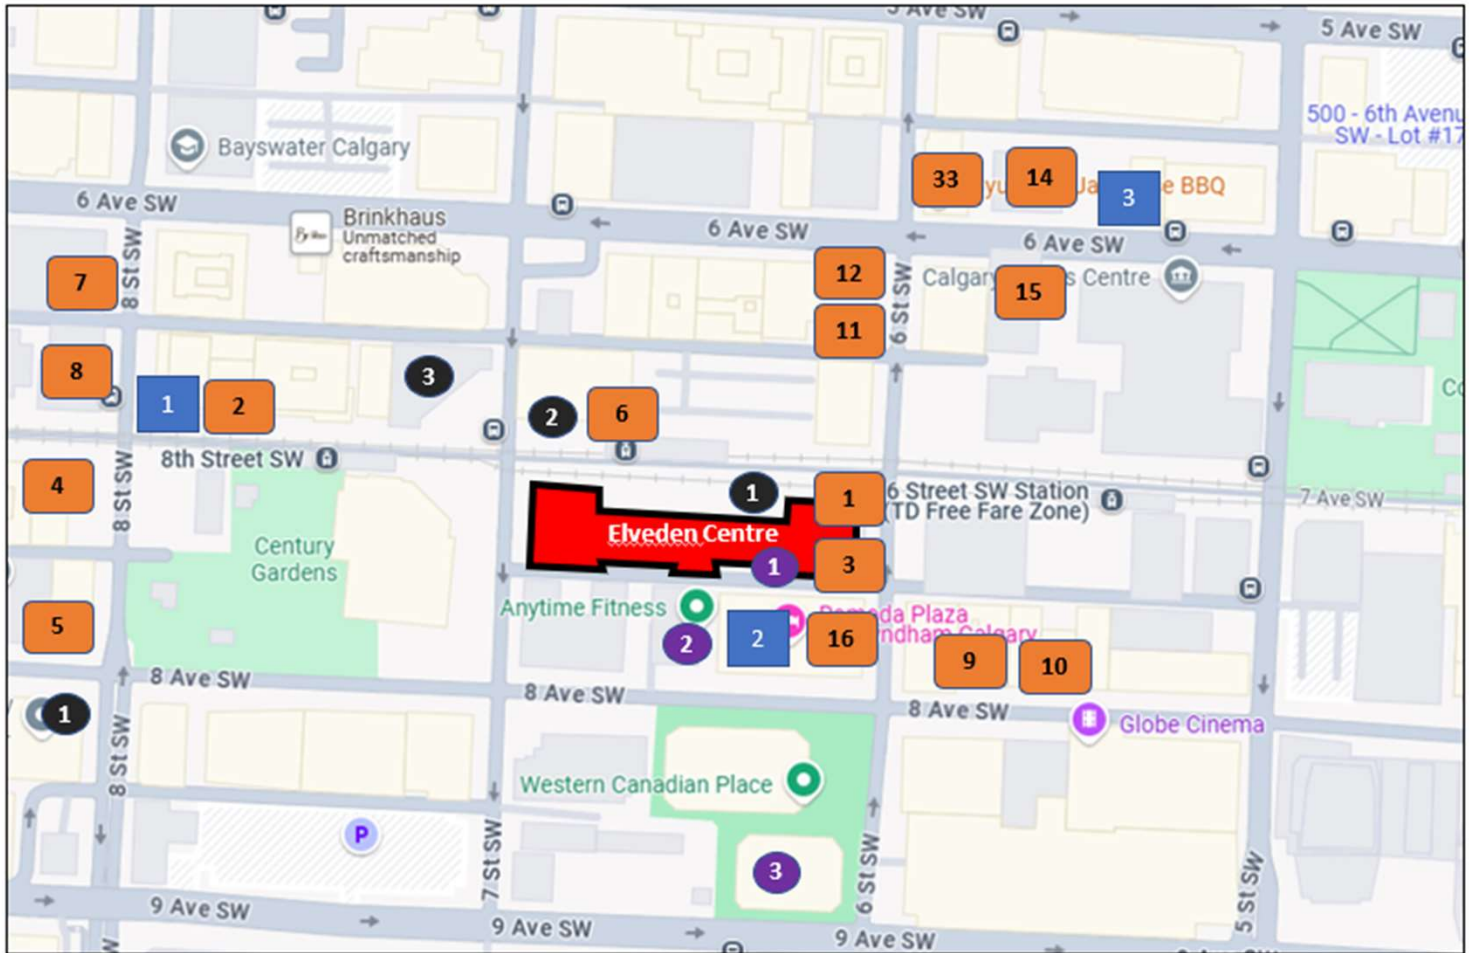 5 Ave SW
5 Ave SW
500 - 6th Avenu
SW - Lot #17
Bayswater Calgary
33
14
3
BBQ
6 Ave SW
Brinkhaus
Unmatched
craftsmanship
6 Ave SW
6 Ave SW
7
8 St SW
12
6 St SW
Calgary
s Centre
15
11
8
3
1
2
2
6
8th Street SW
4
8 St SW
1
1
6 Street SW Station
(TD Free Fare Zone)
7 Ave SW
Elveden Centre
Century
Gardens
1
3
Anytime Fitness
5
2
2
16
9
10
8 Ave SW
8 Ave SW
8 Ave SW
1
8 St SW
Globe Cinema
Western Canadian Place
P
7 St SW
3
6 St SW
5 St SW
9 Ave SW
9 Ave SW
9 Ave SW